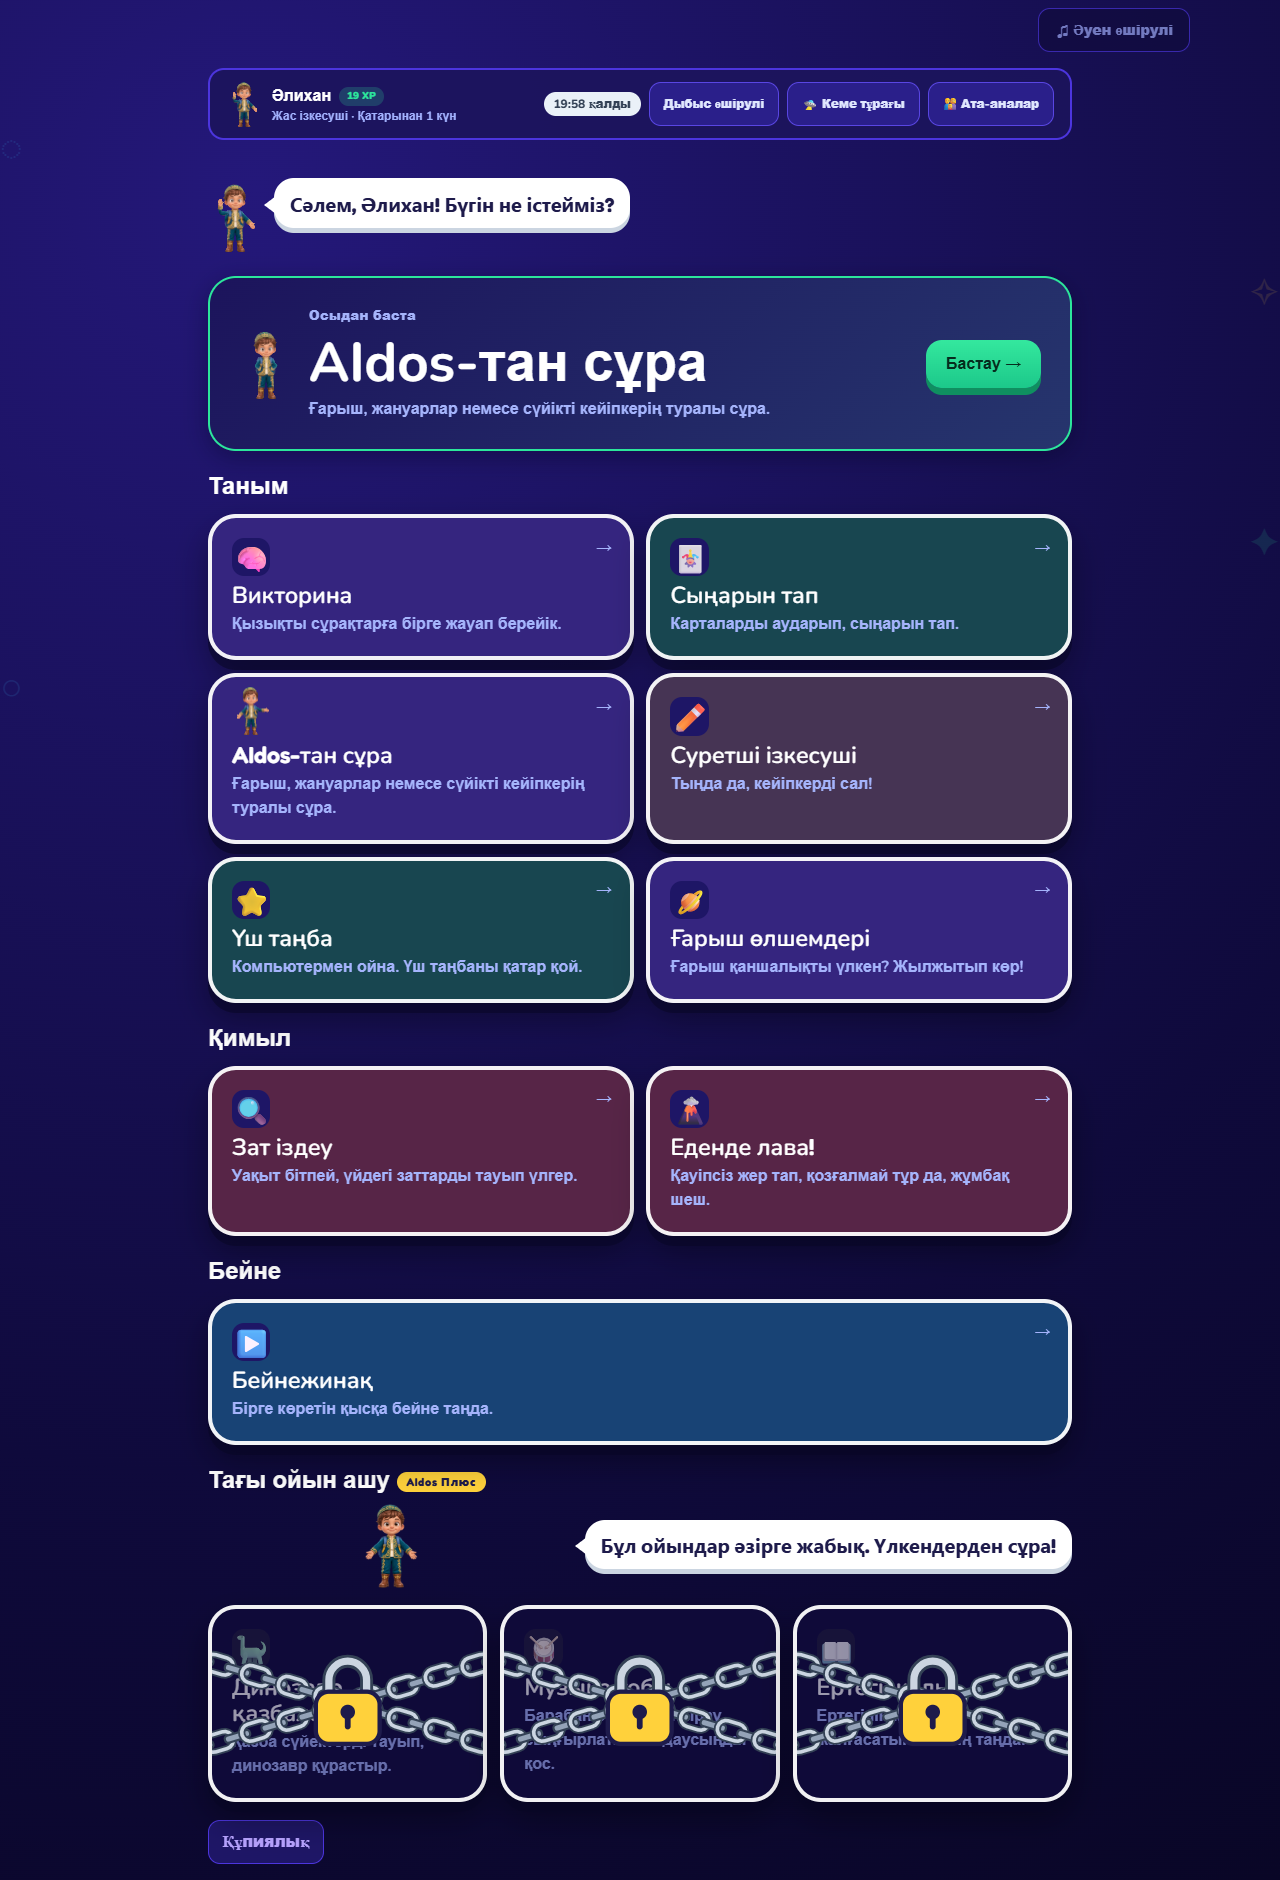 ♫ Әуен өшірулі
Әлихан 19 XP
Жас ізкесуші · Қатарынан 1 күн
19:58 қалды
Дыбыс өшірулі
Кеме тұрағы
Ата-аналар
Сәлем, Әлихан! Бүгін не істейміз?
Осыдан баста
Aldos-тан сұра
Ғарыш, жануарлар немесе сүйікті кейіпкерің туралы сұра.
Бастау →
Таным
→
Викторина
Қызықты сұрақтарға бірге жауап берейік.
→
Сыңарын тап
Карталарды аударып, сыңарын тап.
→
Aldos-тан сұра
Ғарыш, жануарлар немесе сүйікті кейіпкерің
туралы сұра.
→
Суретші ізкесуші
Тыңда да, кейіпкерді сал!
→
Үш таңба
Компьютермен ойна. Үш таңбаны қатар қой.
→
Ғарыш өлшемдері
Ғарыш қаншалықты үлкен? Жылжытып көр!
Қимыл
→
Зат іздеу
Уақыт бітпей, үйдегі заттарды тауып үлгер.
→
Еденде лава!
Қауіпсіз жер тап, қозғалмай тұр да, жұмбақ
шеш.
Бейне
→
Бейнежинақ
Бірге көретін қысқа бейне таңда.
Тағы ойын ашу Aldos Плюс
Бұл ойындар әзірге жабық. Үлкендерден сұра!
тауып,
динозавр құрастыр.
қос.
таңда.
Құпиялық